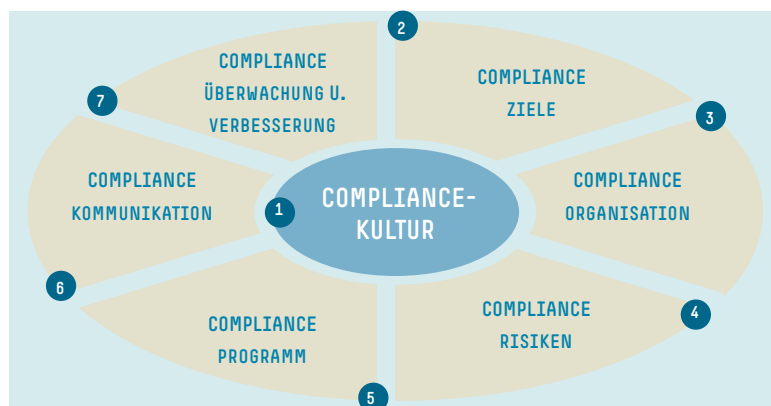 1
COMPLIANCE-
KULTUR
2
COMPLIANCE
ZIELE
3
COMPLIANCE
ORGANISATION
4
COMPLIANCE
RISIKEN
5
COMPLIANCE
PROGRAMM
6
COMPLIANCE
KOMMUNIKATION
7
COMPLIANCE
ÜBERWACHUNG U.
VERBESSERUNG